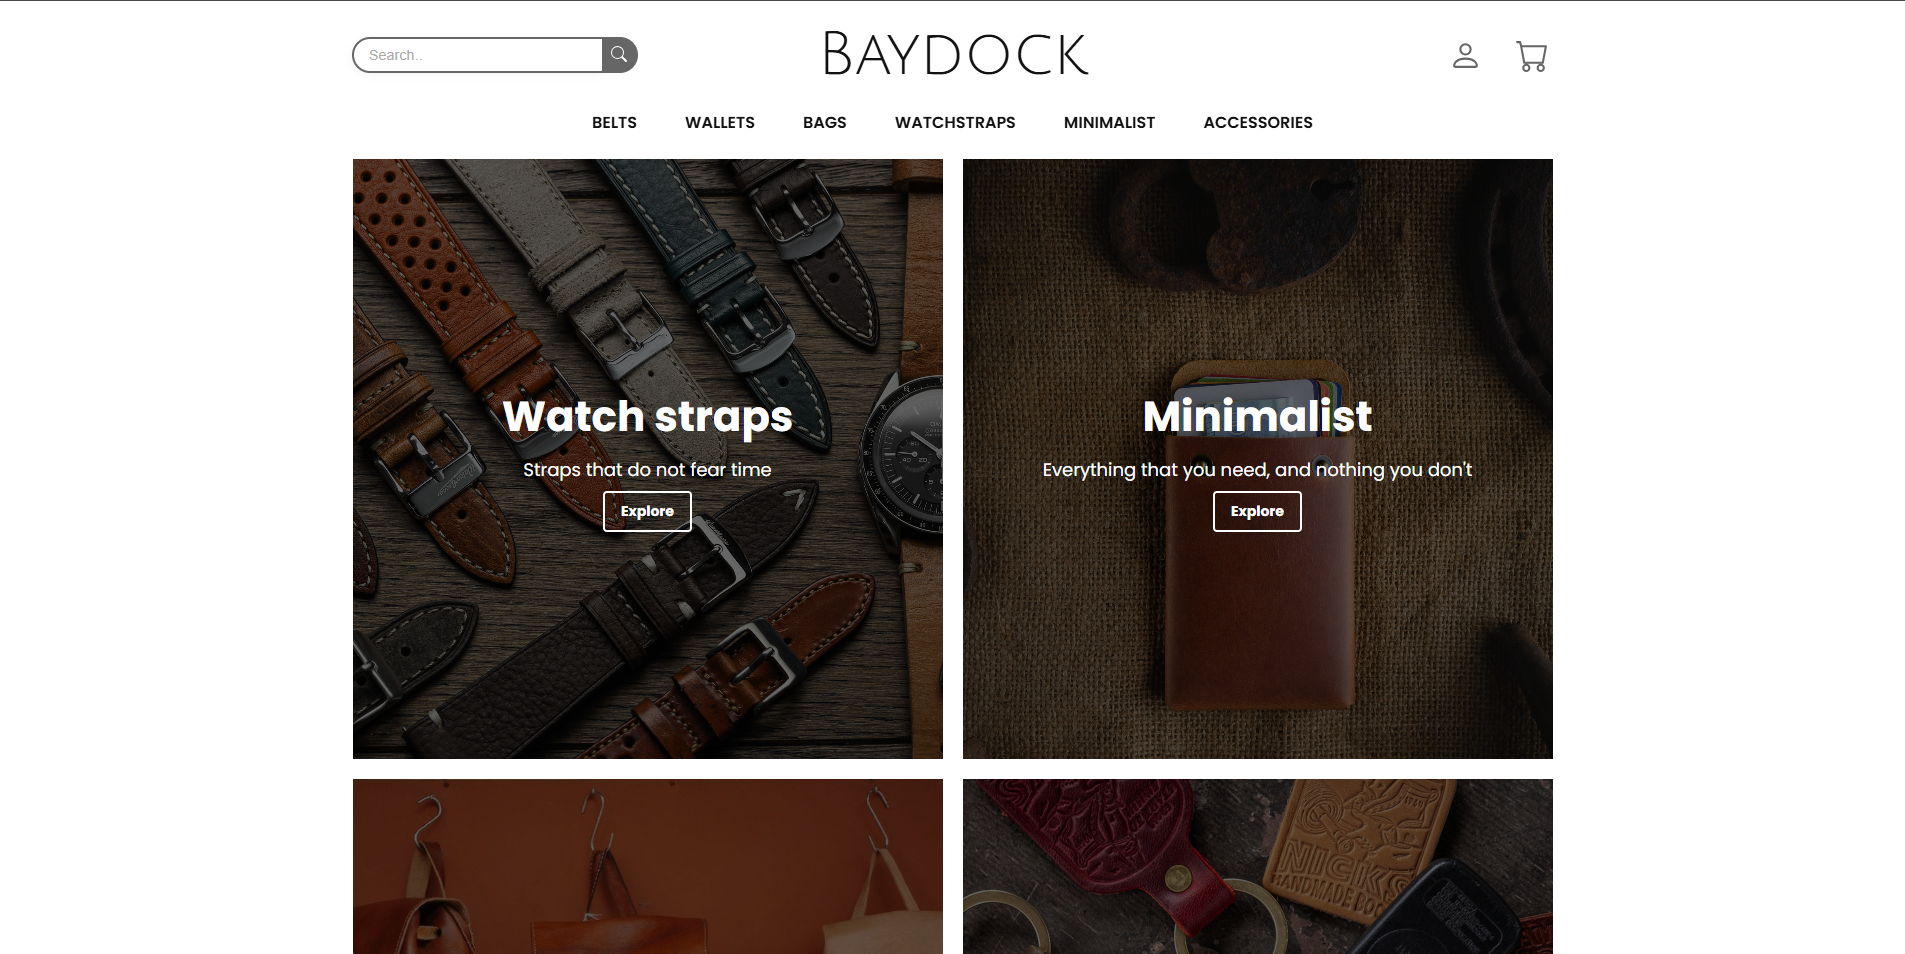 Search..
BAYDOCK
BELTS WALLETS BAGS WATCHSTRAPS MINIMALIST ACCESSORIES
Watch straps
Straps that do not fear time
Explore
Minimalist
Everything that you need, and nothing you don't
Explore
NICKS
HANDMADE BOO